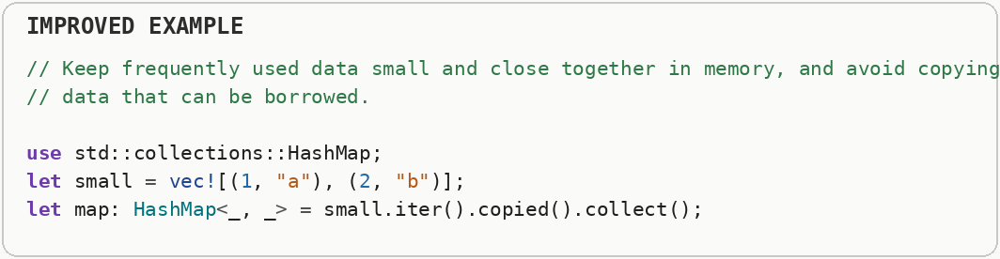 IMPROVED EXAMPLE
// Keep frequently used data small and close together in memory, and avoid copying
// data that can be borrowed.
use std::collections::HashMap;
let small = vec![(1, "a"), (2, "b")];
let map: HashMap<_, _> = small.iter().copied().collect();